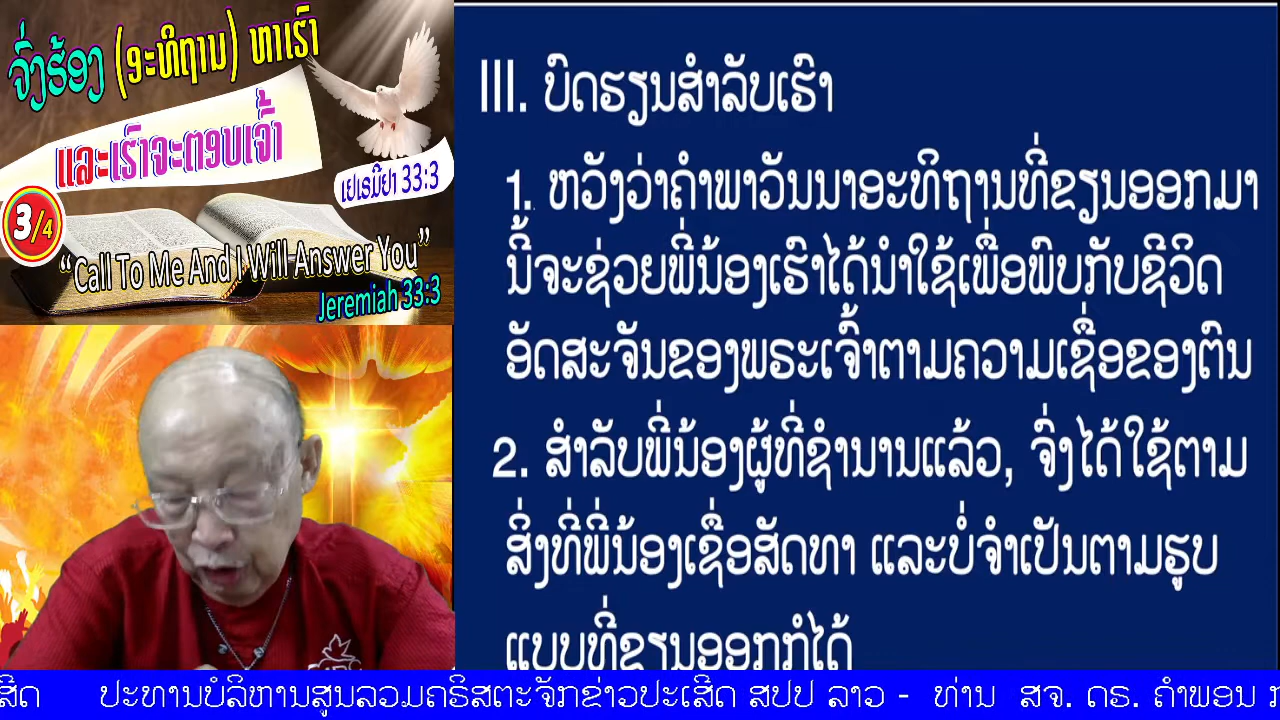 ຈົ່ງຮ້ອງ (ອະທິຖານ) ຫາເຮົາ
ແລະເຮົາຈະຕອບເຈົ້າ
ເຢເຣມີຢາ 33:3
3/4
“Call To Me And I Will Answer You”
Jeremiah 33:3
III. ບົດຮຽນສໍາລັບເຮົາ
1. ຫວັງວ່າຄໍາພາວັນນາອະທິຖານທີ່ຂຽນອອກມາ
ນີ້ຈະຊ່ວຍພີ່ນ້ອງເຮົາໄດ້ນໍາໃຊ້ເພື່ອພົບກັບຊີວິດ
ອັດສະຈັນຂອງພຣະເຈົ້າຕາມຄວາມເຊື່ອຂອງຕົນ
2. ສໍາລັບພີ່ນ້ອງຜູ້ທີ່ຊໍານານແລ້ວ, ຈົ່ງໄດ້ໃຊ້ຕາມ
ສິ່ງທີ່ພີ່ນ້ອງເຊື່ອສັດທາ ແລະບໍ່ຈໍາເປັນຕາມຮູບ
ແບບທີ່ຂຽນອອກກໍໄດ້
ສີດ ປະທານບໍລິຫານສູນລວມຄຣິສຕະຈັກຂ່າວປະເສີດ ສປປ ລາວ - ທ່ານ ສຈ. ດຣ. ຄໍາພອນ